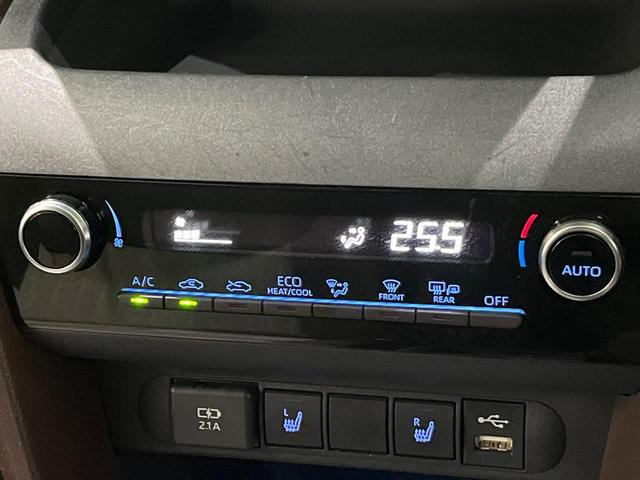 25.5
A/C
ECO
HEAT/COOL
FRONT
REAR
OFF
AUTO
2.1A
L
R